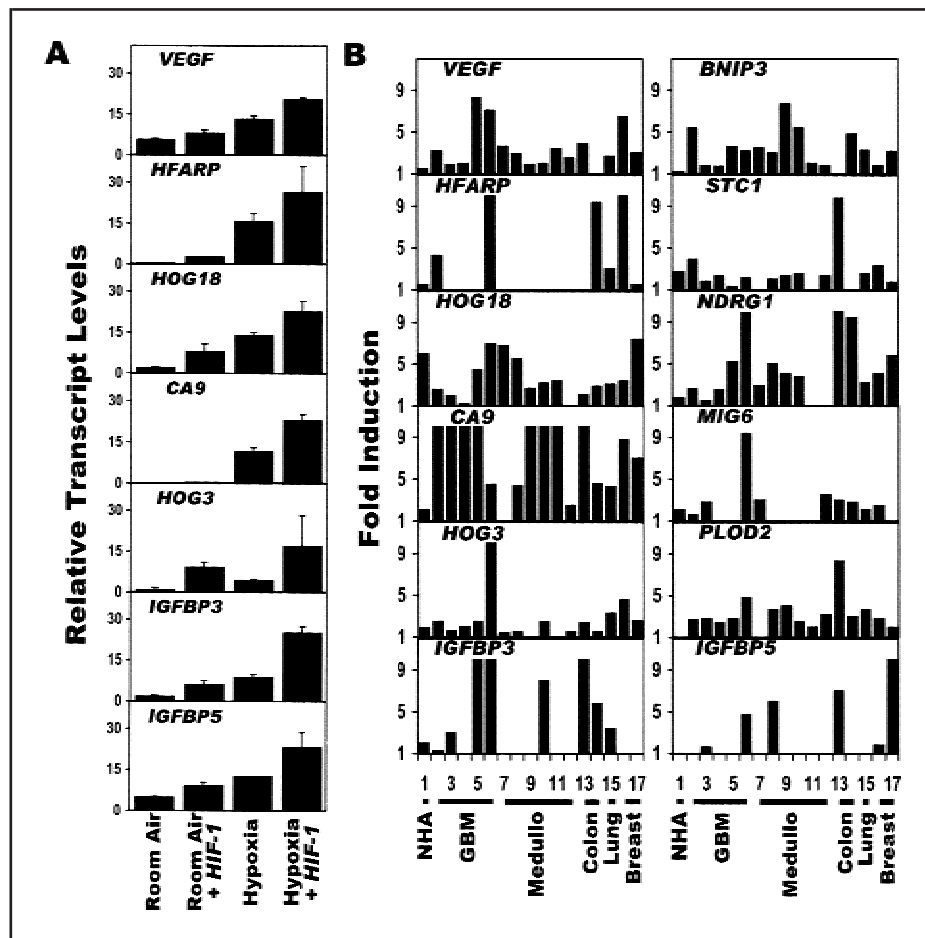 A
Relative Transcript Levels
VEGF
30
15
0
HFARP
30
15
0
HOG18
30
15
0
CA9
30
15
0
HOG3
30
15
0
IGFBP3
30
15
0
IGFBP5
30
15
0
Room Air
Room Air
+ HIF-1
Hypoxia
Hypoxia
+ HIF-1
B
Fold Induction
VEGF
9
5
1
HFARP
9
5
1
HOG18
9
5
1
CA9
9
5
1
HOG3
9
5
1
IGFBP3
9
5
1
1 3 5 7 9 11 13 15 17
NHA
GBM
Medullo
Colon
Lung
Breast
BNIP3
9
5
1
STC1
9
5
1
NDRG1
9
5
1
MIG6
9
5
1
PLOD2
9
5
1
IGFBP5
9
5
1
1 3 5 7 9 11 13 15 17
NHA
GBM
Medullo
Colon
Lung
Breast